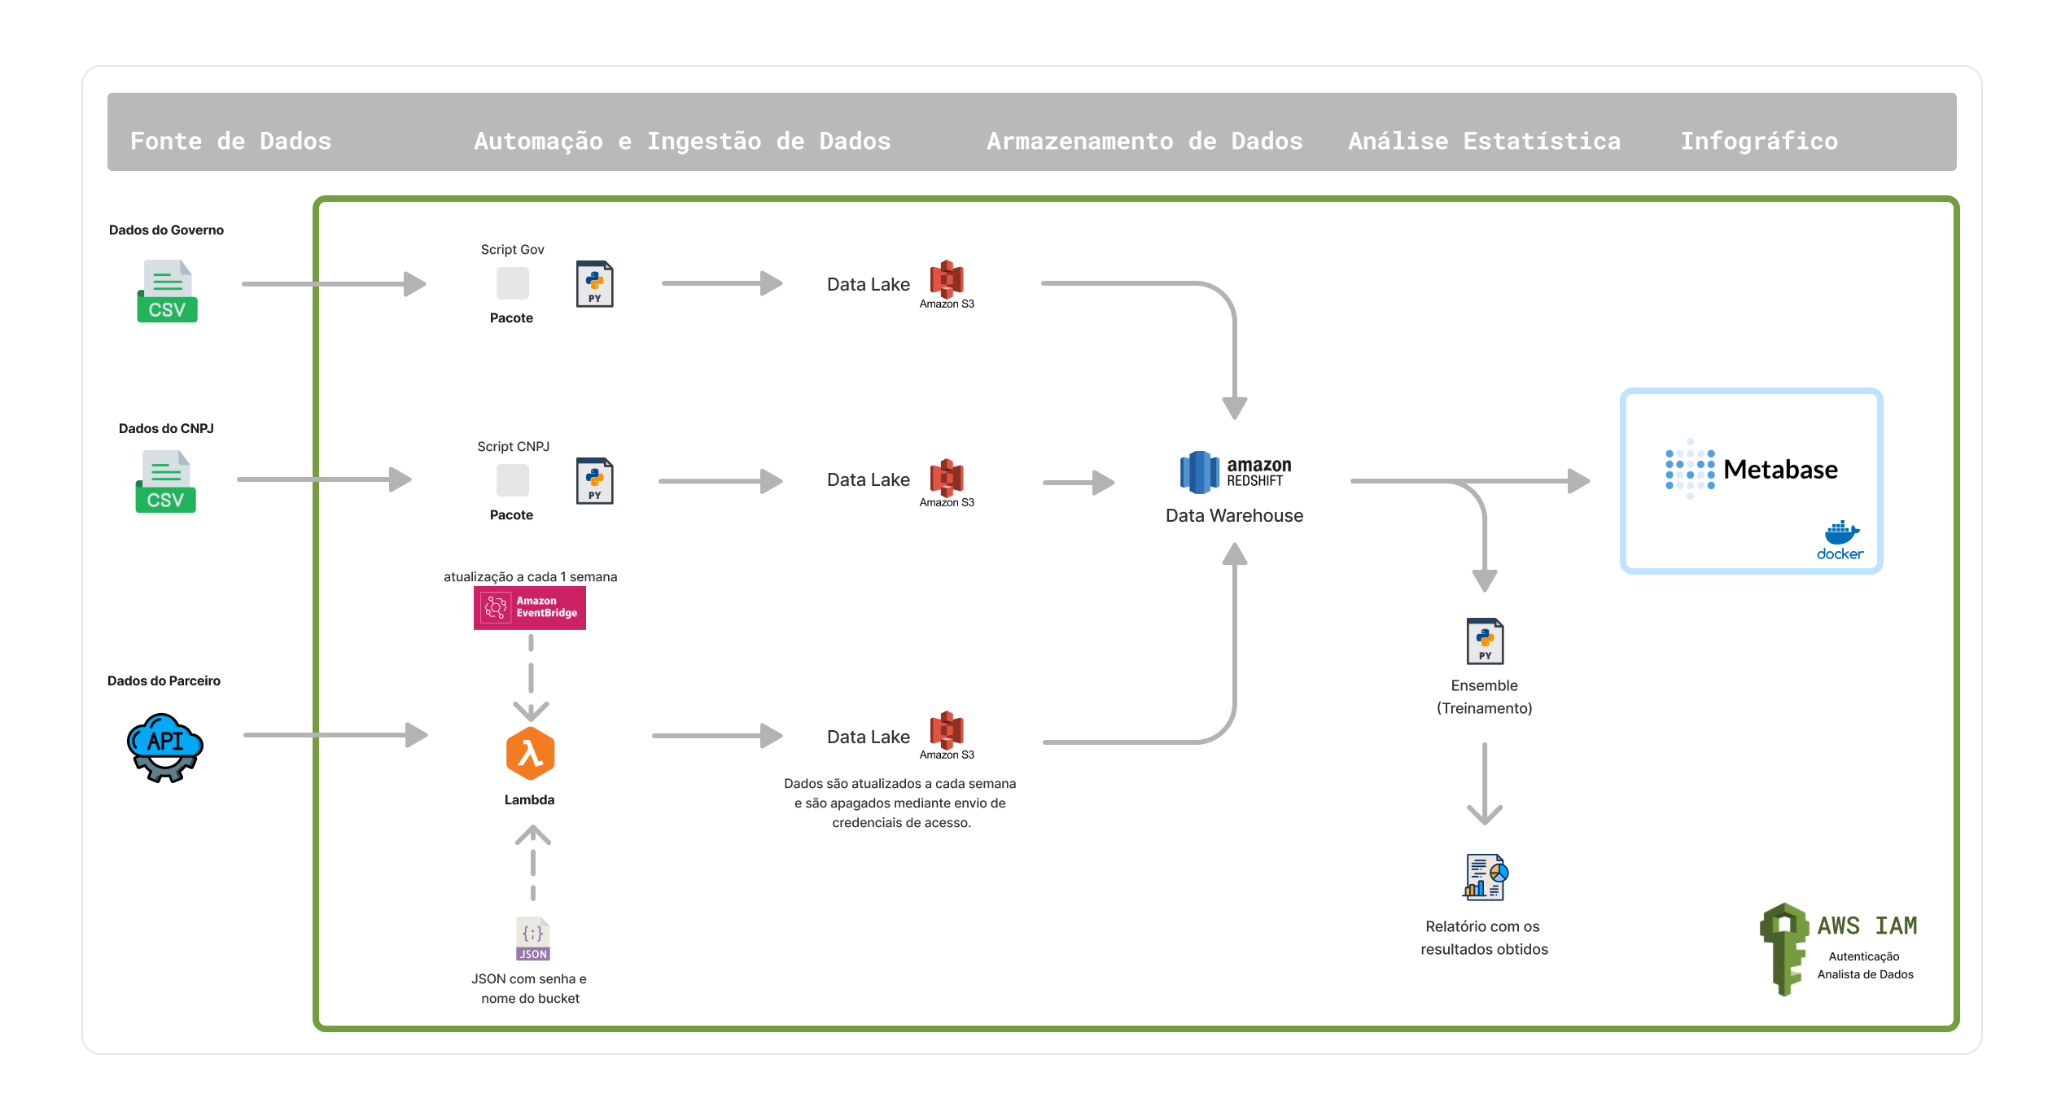 Fonte de Dados
Automação e Ingestão de Dados
Armazenamento de Dados
Análise Estatística
Infográfico
Dados do Governo
CSV
Script Gov
Pacote
PY
Data Lake
Amazon S3
Dados do CNPJ
CSV
Script CNPJ
Pacote
PY
Data Lake
Amazon S3
amazon
REDSHIFT
Data Warehouse
Metabase
docker
atualização a cada 1 semana
Amazon
EventBridge
Dados do Parceiro
API
Lambda
Data Lake
Amazon S3
Dados são atualizados a cada semana
e são apagados mediante envio de
credenciais de acesso.
{;}
JSON
JSON com senha e
nome do bucket
PY
Ensemble
(Treinamento)
Relatório com os
resultados obtidos
AWS IAM
Autenticação
Analista de Dados